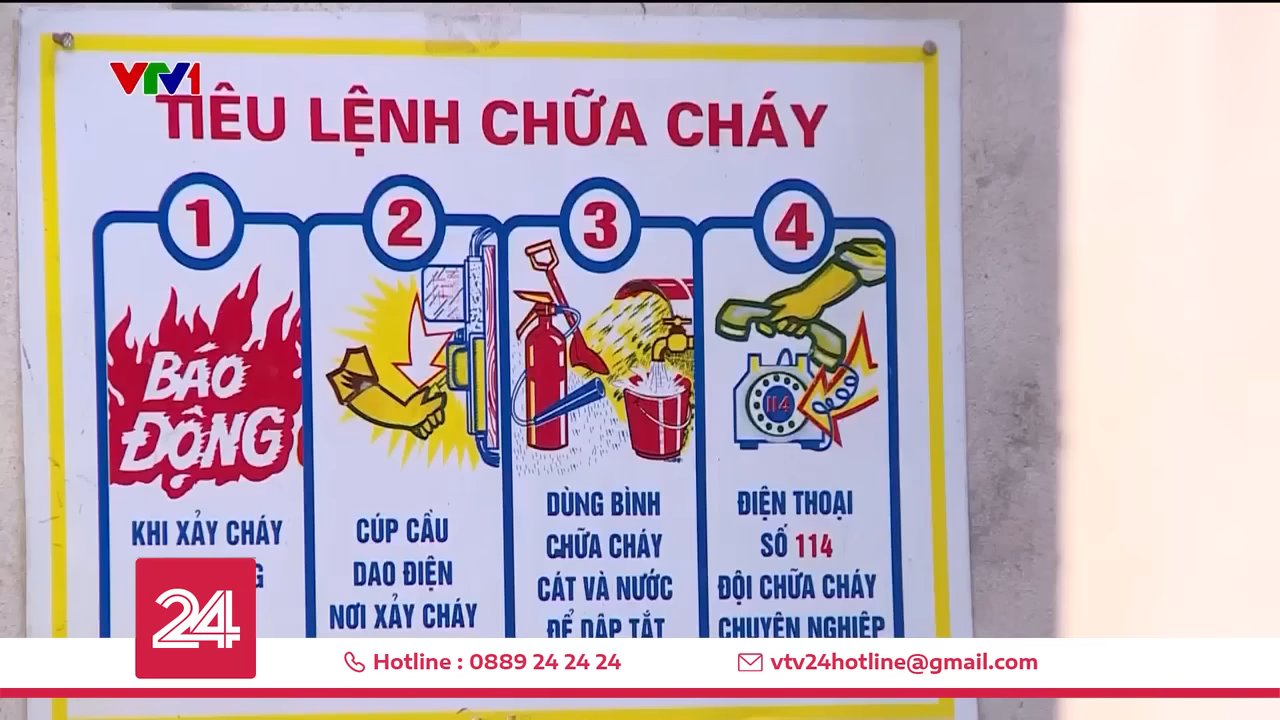 VTV1
TIÊU LỆNH CHỮA CHÁY
1
2
3
4
BÁO
ĐỘNG
114
KHI XẢY CHÁY
CÚP CẦU
DAO ĐIỆN
NƠI XẢY CHÁY
DÙNG BÌNH
CHỮA CHÁY
CÁT VÀ NƯỚC
ĐỂ DẬP TẮT
ĐIỆN THOẠI
SỐ 114
ĐỘI CHỮA CHÁY
CHUYÊN NGHIỆP
24
Hotline : 0889 24 24 24
vtv24hotline@gmail.com